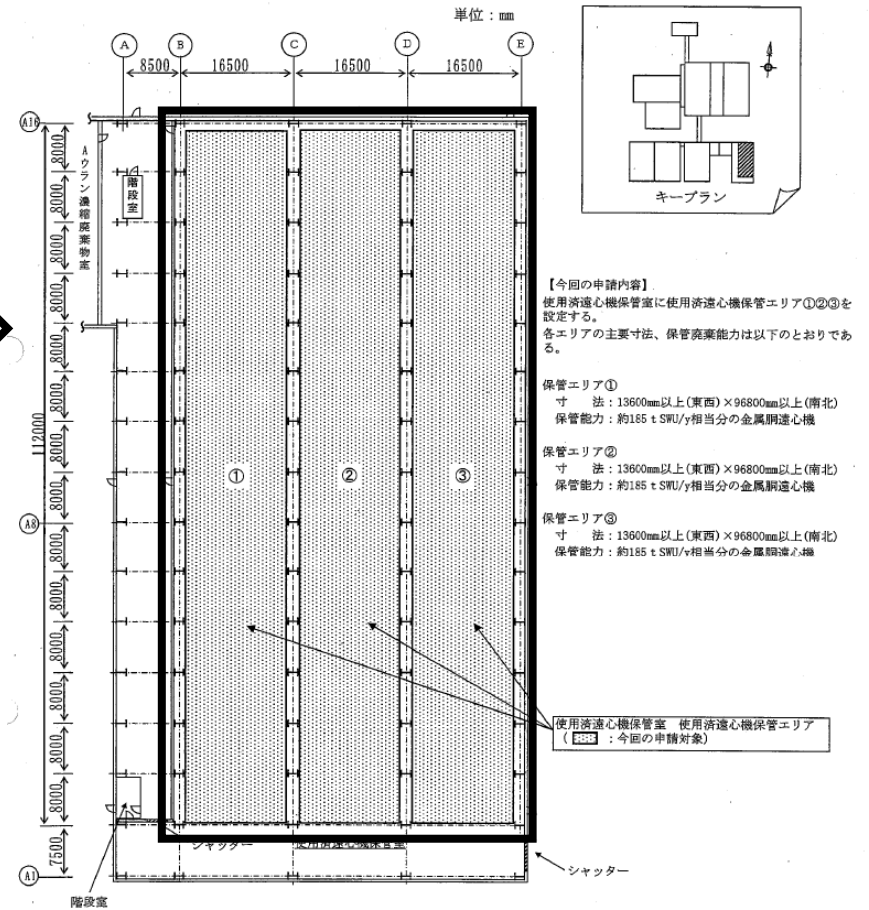 単位：mm
A
B
C
D
E
8500
16500
16500
16500
A16
8000
8000
8000
8000
8000
8000
8000
8000
8000
8000
8000
8000
8000
8000
7500
112000
A8
A1
Aウラン濃縮廃棄物室
階段室
①
②
③
シャッター
使用済遠心機保管室
シャッター
階段室
キープラン
【今回の申請内容】
使用済遠心機保管室に使用済遠心機保管エリア①②③を
設定する。
各エリアの主要寸法、保管廃棄能力は以下のとおりであ
る。
保管エリア①
寸　法：13600mm以上(東西)×96800mm以上(南北)
保管能力：約185ｔSWU/y相当分の金属胴遠心機
保管エリア②
寸　法：13600mm以上(東西)×96800mm以上(南北)
保管能力：約185ｔSWU/y相当分の金属胴遠心機
保管エリア③
寸　法：13600mm以上(東西)×96800mm以上(南北)
保管能力：約185ｔSWU/y相当分の金属胴遠心機
使用済遠心機保管室　使用済遠心機保管エリア
（　：今回の申請対象）